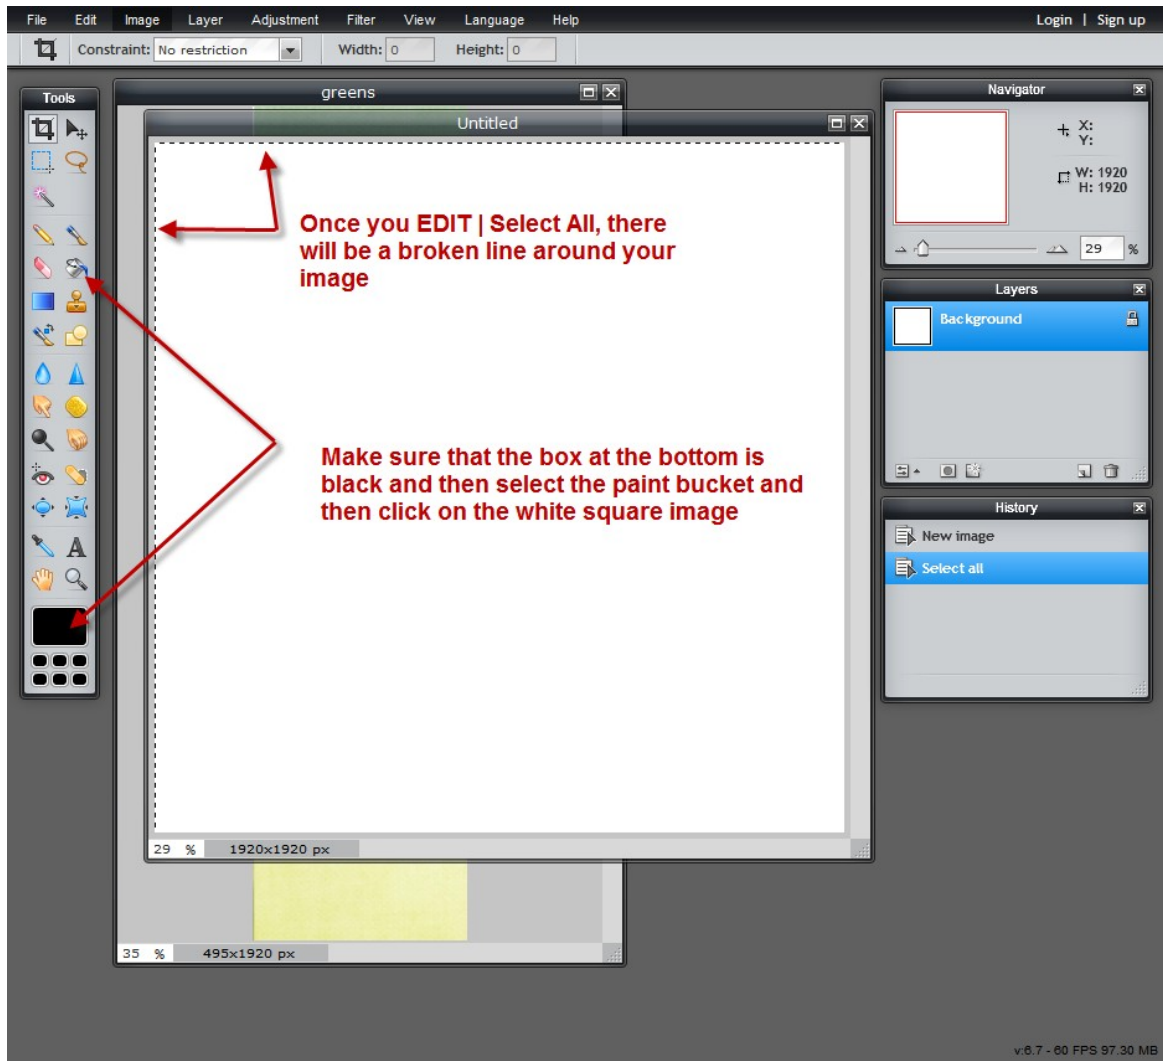 File Edit Image Layer Adjustment Filter View Language Help Login | Sign up
Constraint: No restriction Width: 0 Height: 0
Tools
greens
Untitled
Navigator
X:
Y:
W: 1920
H: 1920
29 %
Once you EDIT | Select All, there
will be a broken line around your
image
Layers
Background
Make sure that the box at the bottom is
black and then select the paint bucket and
then click on the white square image
History
New image
Select all
A
29 % 1920x1920 px
35 % 495x1920 px
v:6.7 - 60 FPS 97.30 MB